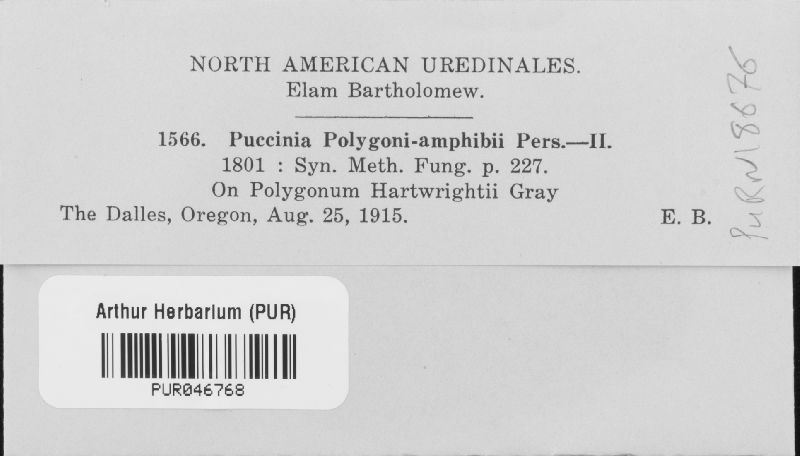 NORTH AMERICAN UREDINALES.
Elam Bartholomew.
1566. Puccinia Polygoni-amphibii Pers.—II.
1801 : Syn. Meth. Fung. p. 227.
On Polygonum Hartwrightii Gray
The Dalles, Oregon, Aug. 25, 1915. E. B.
Arthur Herbarium (PUR)
PUR046768